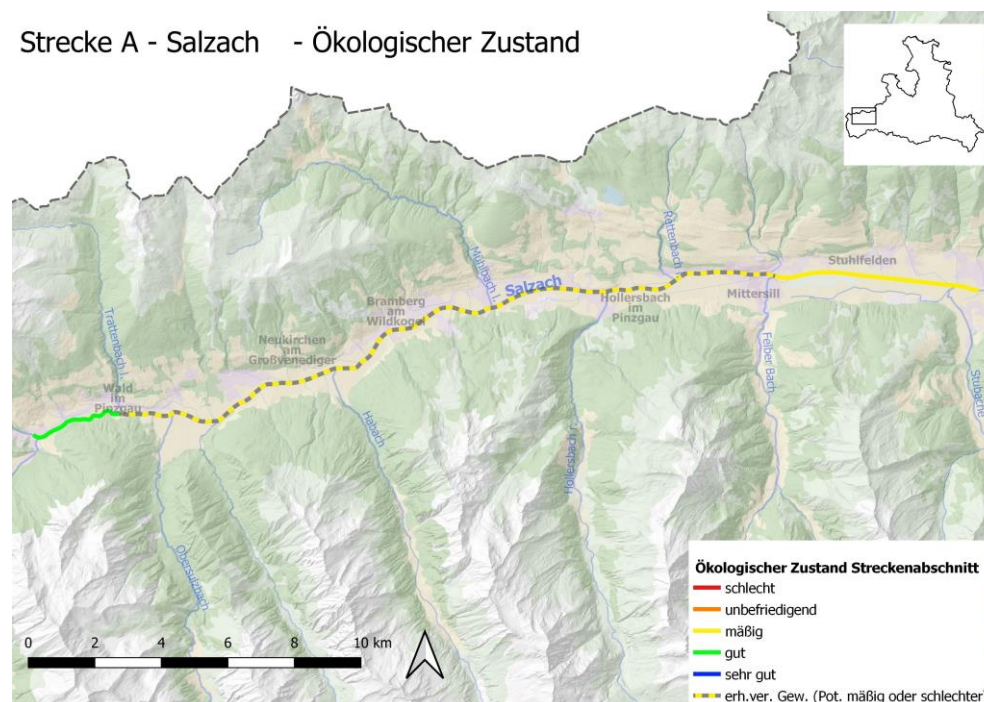 Strecke A - Salzach - Ökologischer Zustand
Rattenbach
Mühlbach i.
Stuhlfelden
Salzach
Bramberg
am
Wildkogel
Hollersbach
im
Pinzgau
Mittersill
Trattenbach i.
Neukirchen
am
Großvenediger
Felber Bach
Stubache
Wald
im
Pinzgau
Habach
Hollersbach
Obersulzbach
0 2 4 6 8 10 km
Ökologischer Zustand Streckenabschnitt
schlecht
unbefriedigend
mäßig
gut
sehr gut
erh.ver. Gew. (Pot. mäßig oder schlechter)